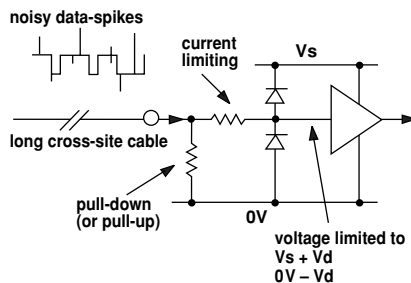 noisy data-spikes
current
limiting
Vs
long cross-site cable
pull-down
(or pull-up)
0V
voltage limited to
Vs + Vd
0V – Vd